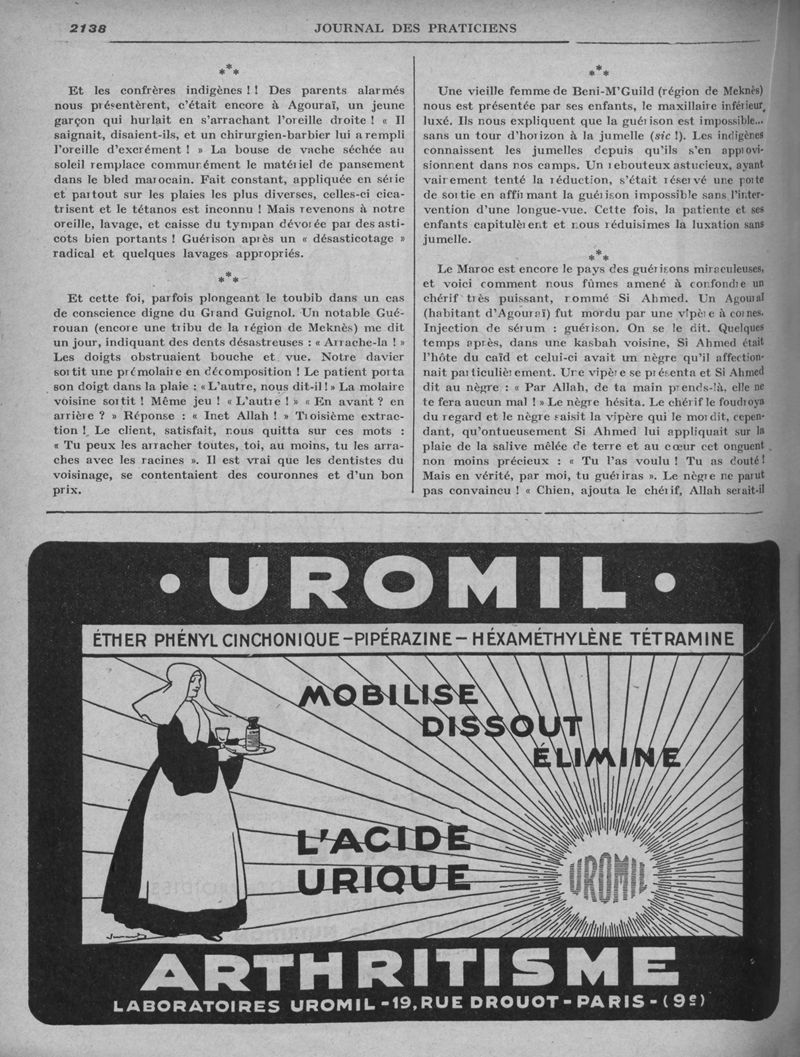 2138
JOURNAL DES PRATICIENS
***
Et les confrères indigènes ! ! Des parents alarmés
nous présentèrent, c'était encore à Agouraï, un jeune
garçon qui hurlait en s'arrachant l'oreille droite ! « Il
saignait, disaient-ils, et un chirurgien-barbier lui a rempli
l'oreille d'excrément ! » La bouse de vache séchée au
soleil remplace communément le matériel de pansement
dans le bled marocain. Fait constant, appliquée en série
et partout sur les plaies les plus diverses, celles-ci cica-
trisent et le tétanos est inconnu ! Mais revenons à notre
oreille, lavage, et caisse du tympan dévorée par des asti-
cots bien portants ! Guérison après un « désasticotage »
radical et quelques lavages appropriés.
***
Et cette foi, parfois plongeant le toubib dans un cas
de conscience digne du Grand Guignol. Un notable Gué-
rouan (encore une tribu de la région de Meknès) me dit
un jour, indiquant des dents désastreuses : « Arrache-la ! »
Les doigts obstruaient bouche et vue. Notre davier
sortit une prémolaire en décomposition ! Le patient porta
son doigt dans la plaie : « L'autre, nous dit-il ! » La molaire
voisine sortit ! Même jeu ! « L'autre ! » « En avant ? en
arrière ? » Réponse : « Inet Allah ! » Troisième extrac-
tion ! Le client, satisfait, nous quitta sur ces mots :
« Tu peux les arracher toutes, toi, au moins, tu les arra-
ches avec les racines ». Il est vrai que les dentistes du
voisinage, se contentaient des couronnes et d'un bon
prix.
***
Une vieille femme de Beni-M'Guild (région de Meknès)
nous est présentée par ses enfants, le maxillaire inférieur,
luxé. Ils nous expliquent que la guérison est impossible...
sans un tour d'horizon à la jumelle (sic !). Les indigènes
connaissent les jumelles depuis qu'ils s'en approvi-
sionnent dans nos camps. Un rebouteux astucieux, ayant
vairement tenté la réduction, s'était réservé une porte
de sortie en affirmant la guérison impossible sans l'inter-
vention d'une longue-vue. Cette fois, la patiente et ses
enfants capitulèrent et nous réduisîmes la luxation sans
jumelle.
***
Le Maroc est encore le pays des guérisons miraculeuses,
et voici comment nous fûmes amené à confondre un
chérif très puissant, nommé Si Ahmed. Un Agouraï
(habitant d'Agouraï) fut mordu par une vipère à cornes.
Injection de sérum : guérison. On se le dit. Quelques
temps après, dans une kasbah voisine, Si Ahmed était
l'hôte du caïd et celui-ci avait un nègre qu'il affection-
nait particulièrement. Une vipère se présenta et Si Ahmed
dit au nègre : « Par Allah, de ta main prends-là, elle ne
te fera aucun mal ! » Le nègre hésita. Le chérif le foudroya
du regard et le nègre saisit la vipère qui le mordit, cepen-
dant, qu'ontueusement Si Ahmed lui appliquait sur la
plaie de la salive mêlée de terre et au cœur cet onguent
non moins précieux : « Tu l'as voulu ! Tu as douté !
Mais en vérité, par moi, tu guériras ». Le nègre ne parut
pas convaincu ! « Chien, ajouta le chérif, Allah serait-il
• UROMIL •
ÉTHER PHÉNYL CINCHONIQUE - PIPÉRAZINE - HÉXAMÉTHYLÈNE TÉTRAMINE
MOBILISE
DISSOUT
ÉLIMINE
L'ACIDE
URIQUE
UROMIL
ARTHRITISME
LABORATOIRES UROMIL - 19, RUE DROUOT - PARIS - (9e)